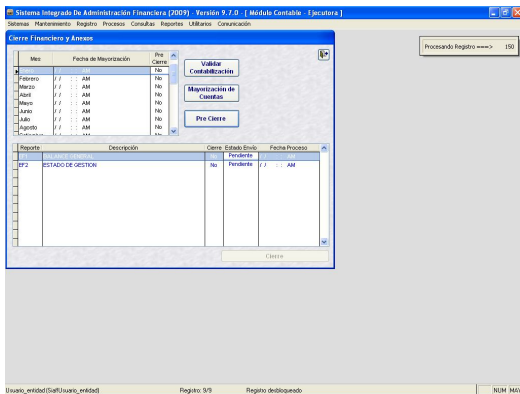 Sistema Integrado De Administración Financiera (2009) - Versión 9.7.0 - [ Módulo Contable - Ejecutora ]
Sistemas Mantenimiento Registro Procesos Consultas Reportes Utilitarios Comunicación
Cierre Financiero y Anexos
Procesando Registro ====> 150
Mes Fecha de Mayorización Pre Cierre
/ / : : AM No
Febrero / / : : AM No
Marzo / / : : AM No
Abril / / : : AM No
Mayo / / : : AM No
Junio / / : : AM No
Julio / / : : AM No
Agosto / / : : AM No
Validar
Contabilización
Mayorización de
Cuentas
Pre Cierre
Reporte Descripción Cierre Estado Envío Fecha Proceso
EF1 BALANCE GENERAL No Pendiente / / : : AM
EF2 ESTADO DE GESTION No Pendiente / / : : AM
Cierre
Usuario_entidad(Siaf\Usuario_entidad) Registro: 9/9 Registro desbloqueado NUM